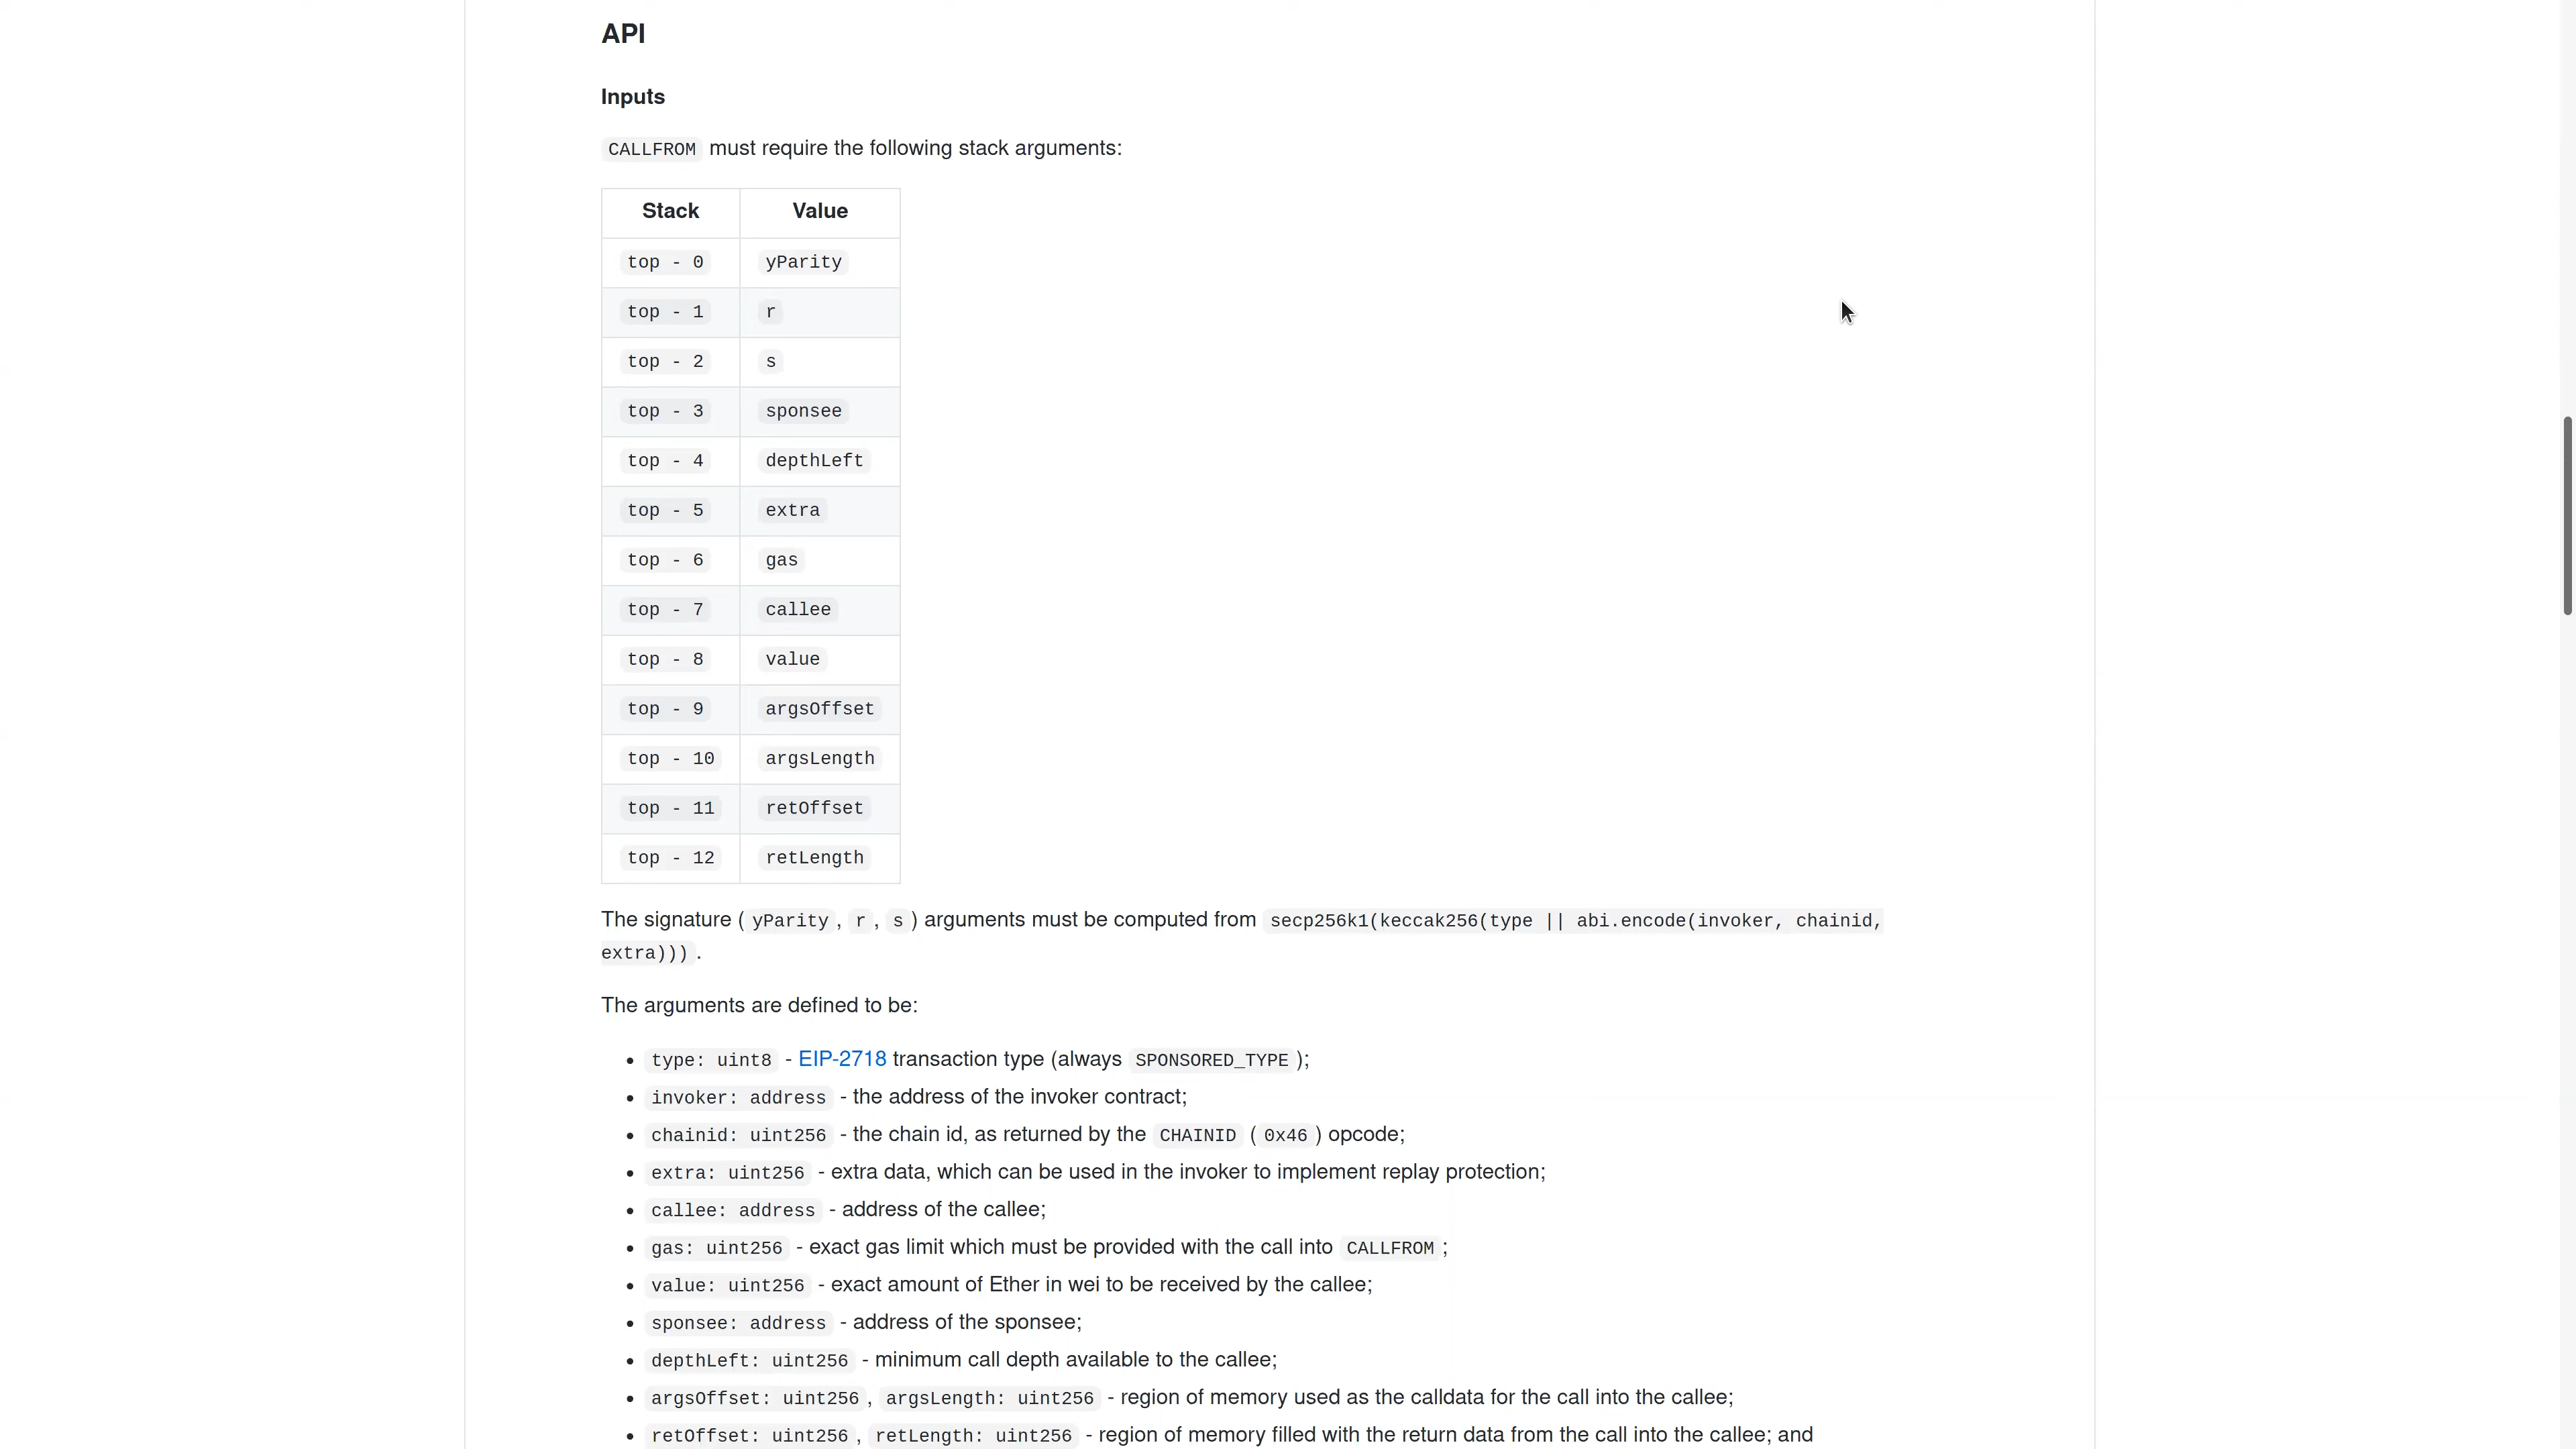 API
Inputs
CALLFROM must require the following stack arguments:
Stack Value
top - 0 yParity
top - 1 r
top - 2 s
top - 3 sponsee
top - 4 depthLeft
top - 5 extra
top - 6 gas
top - 7 callee
top - 8 value
top - 9 argsOffset
top - 10 argsLength
top - 11 retOffset
top - 12 retLength
The signature ( yParity , r , s ) arguments must be computed from secp256k1(keccak256(type || abi.encode(invoker, chainid,
extra))) .
The arguments are defined to be:
• type: uint8 - EIP-2718 transaction type (always SPONSORED_TYPE );
• invoker: address - the address of the invoker contract;
• chainid: uint256 - the chain id, as returned by the CHAINID ( 0x46 ) opcode;
• extra: uint256 - extra data, which can be used in the invoker to implement replay protection;
• callee: address - address of the callee;
• gas: uint256 - exact gas limit which must be provided with the call into CALLFROM ;
• value: uint256 - exact amount of Ether in wei to be received by the callee;
• sponsee: address - address of the sponsee;
• depthLeft: uint256 - minimum call depth available to the callee;
• argsOffset: uint256 , argsLength: uint256 - region of memory used as the calldata for the call into the callee;
• retOffset: uint256 , retLength: uint256 - region of memory filled with the return data from the call into the callee; and